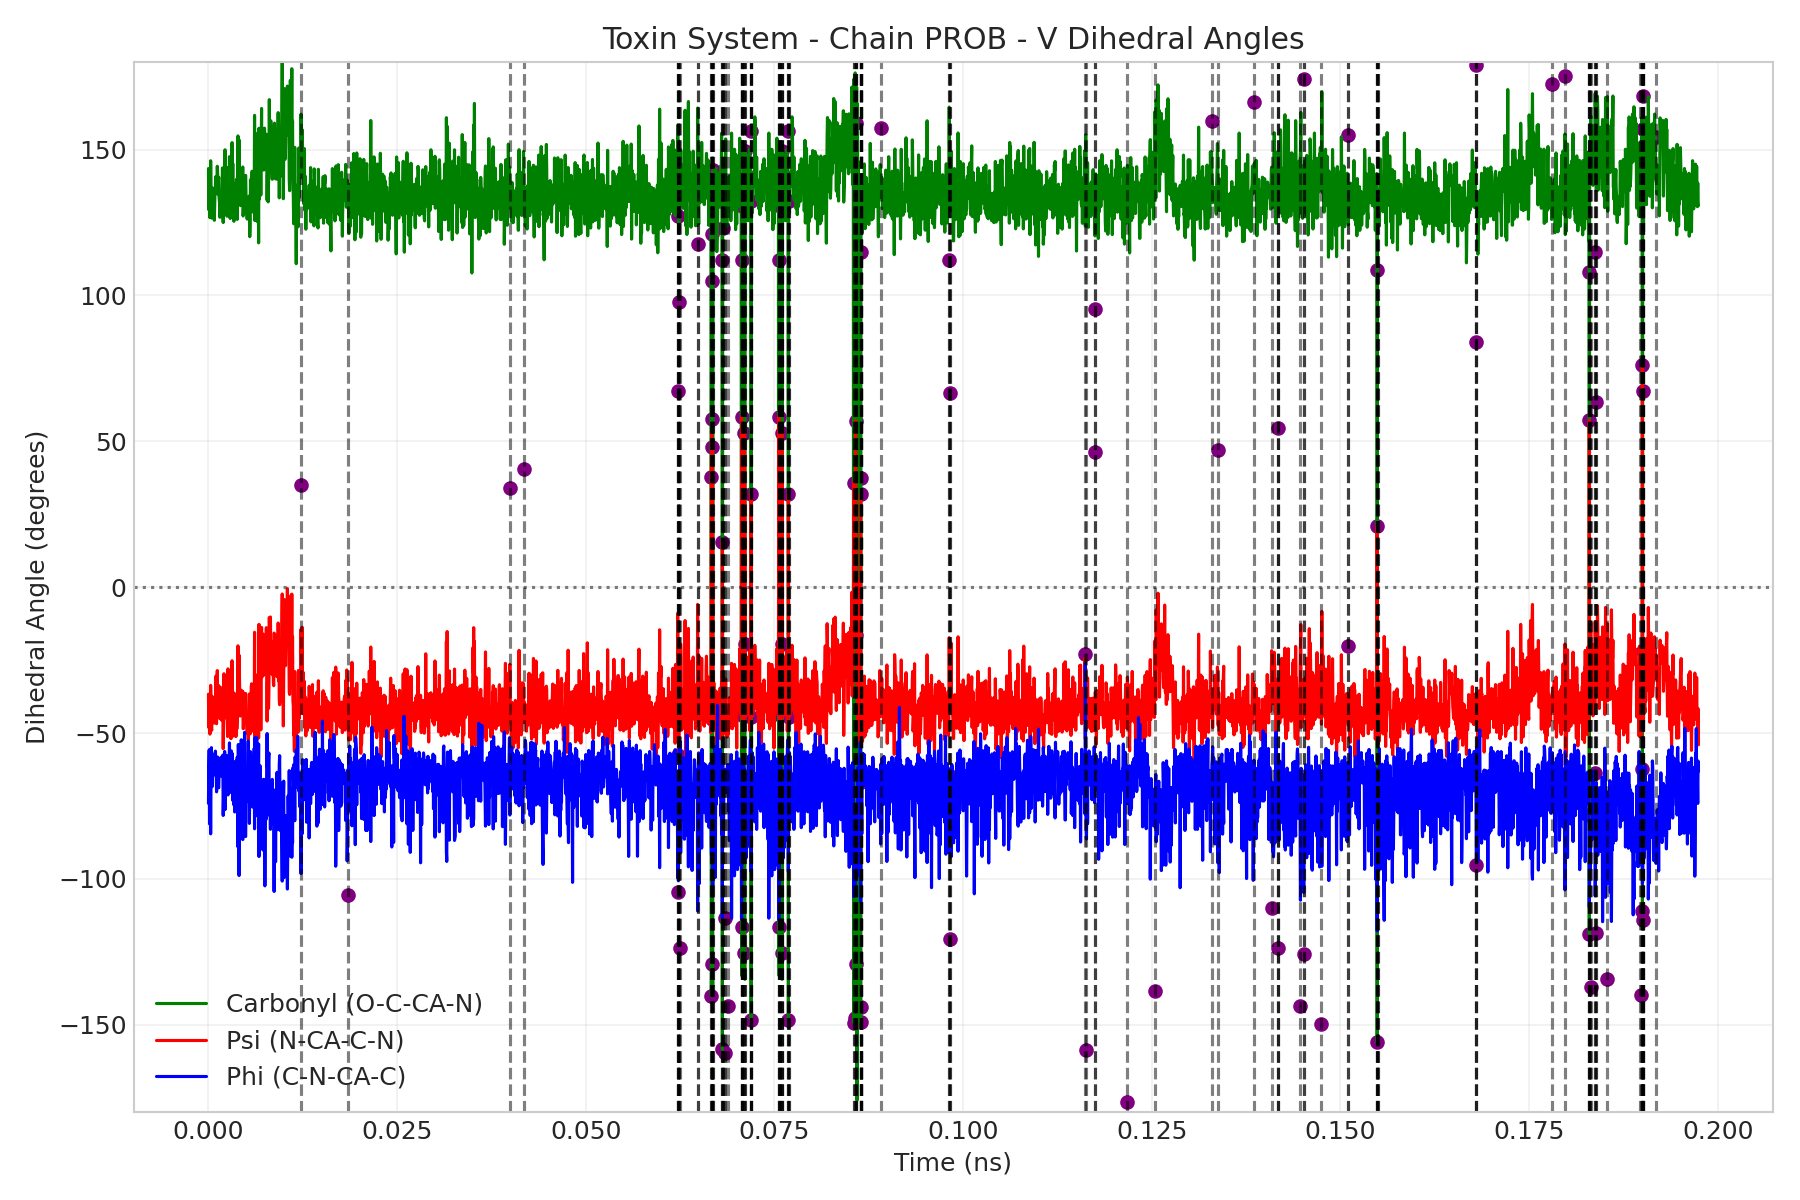 Toxin System - Chain PROB - V Dihedral Angles
Dihedral Angle (degrees)
150
100
50
0
−50
−100
−150
Carbonyl (O-C-CA-N)
Psi (N-CA-C-N)
Phi (C-N-CA-C)
0.000 0.025 0.050 0.075 0.100 0.125 0.150 0.175 0.200
Time (ns)